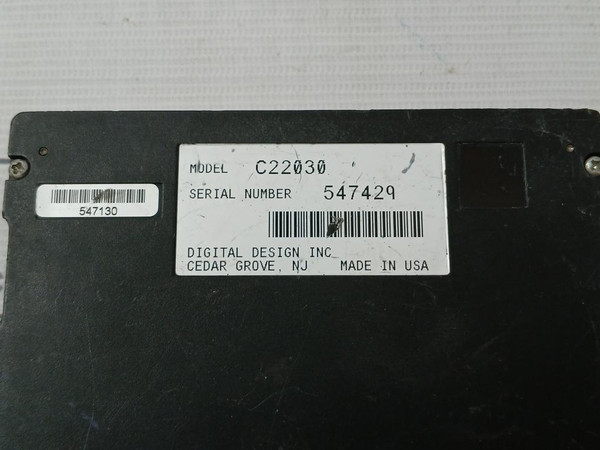 MODEL C22030
SERIAL NUMBER 547429
547130
DIGITAL DESIGN INC
CEDAR GROVE, NJ MADE IN USA